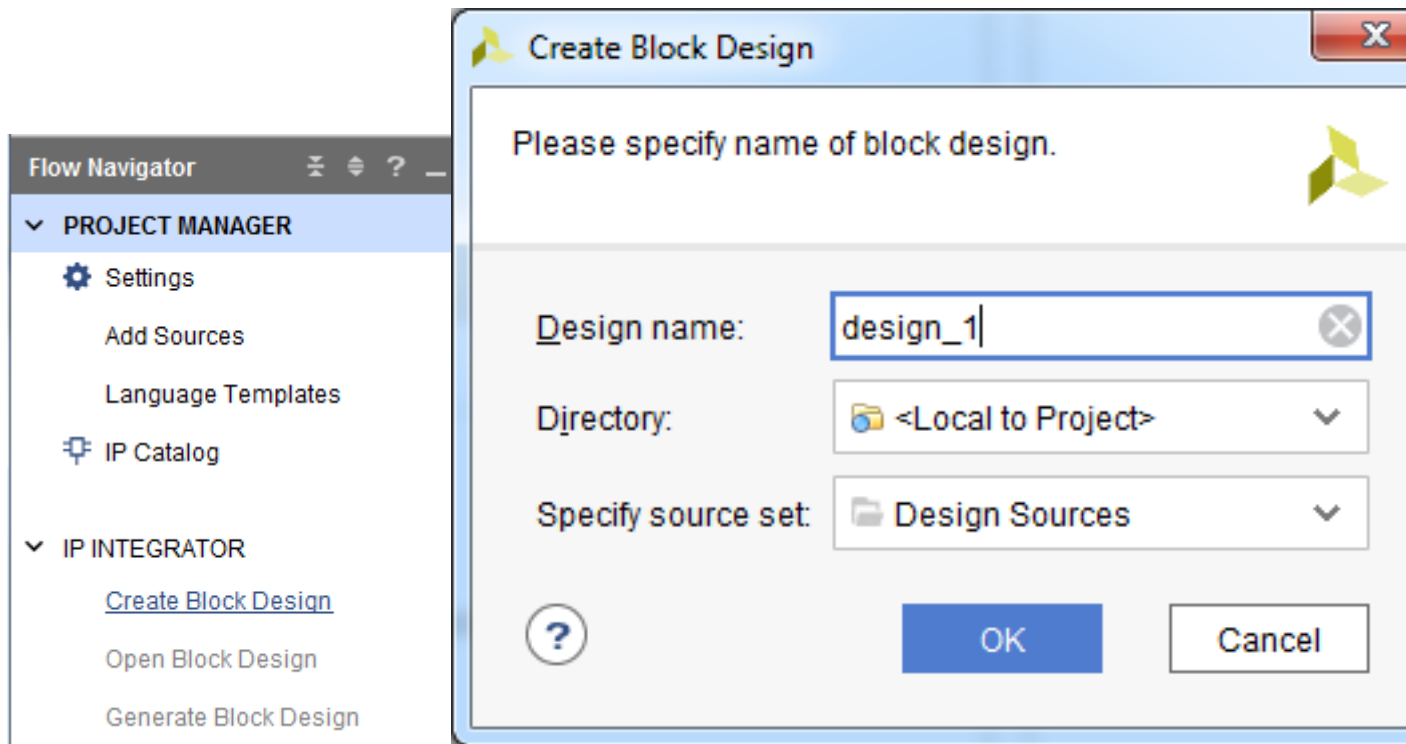 Flow Navigator ?
PROJECT MANAGER
Settings
Add Sources
Language Templates
IP Catalog
IP INTEGRATOR
Create Block Design
Open Block Design
Generate Block Design
Create Block Design
Please specify name of block design.
Design name: design_1
Directory: <Local to Project>
Specify source set: Design Sources
? OK Cancel